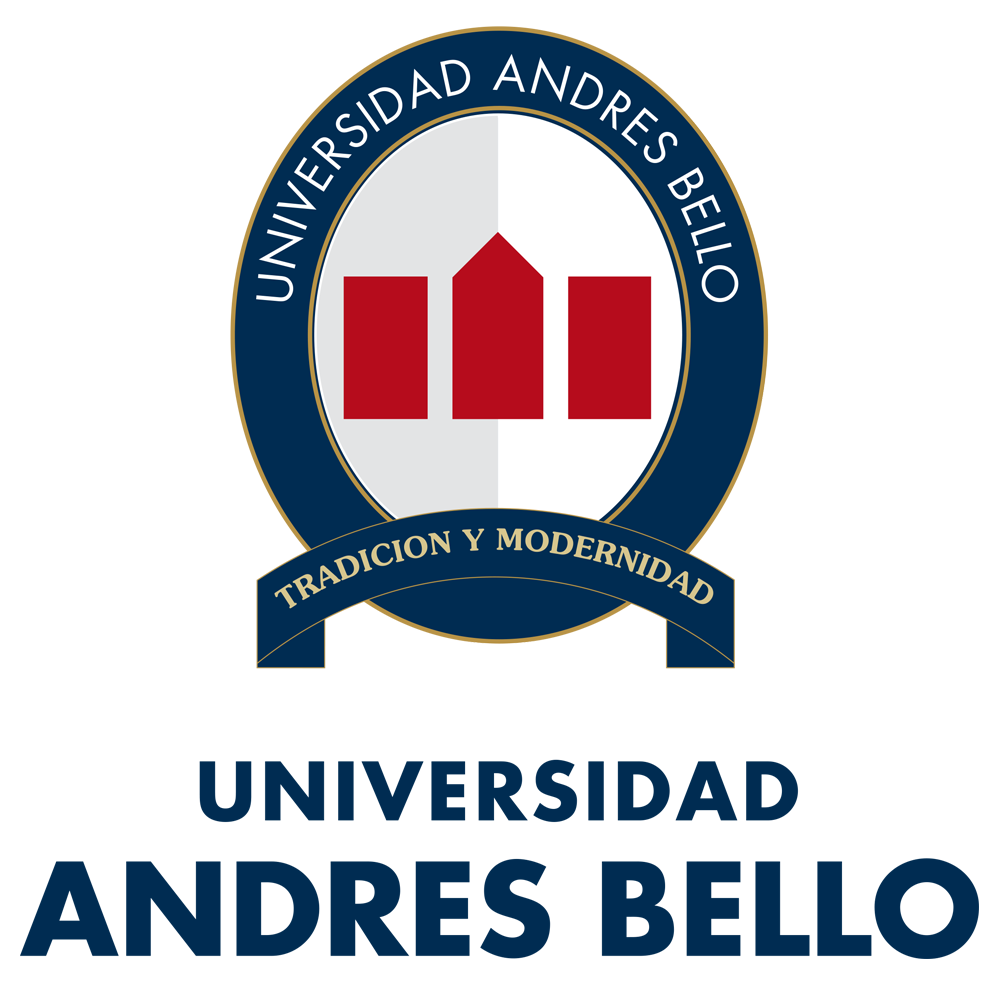 UNIVERSIDAD ANDRES BELLO
TRADICION Y MODERNIDAD
UNIVERSIDAD
ANDRES BELLO